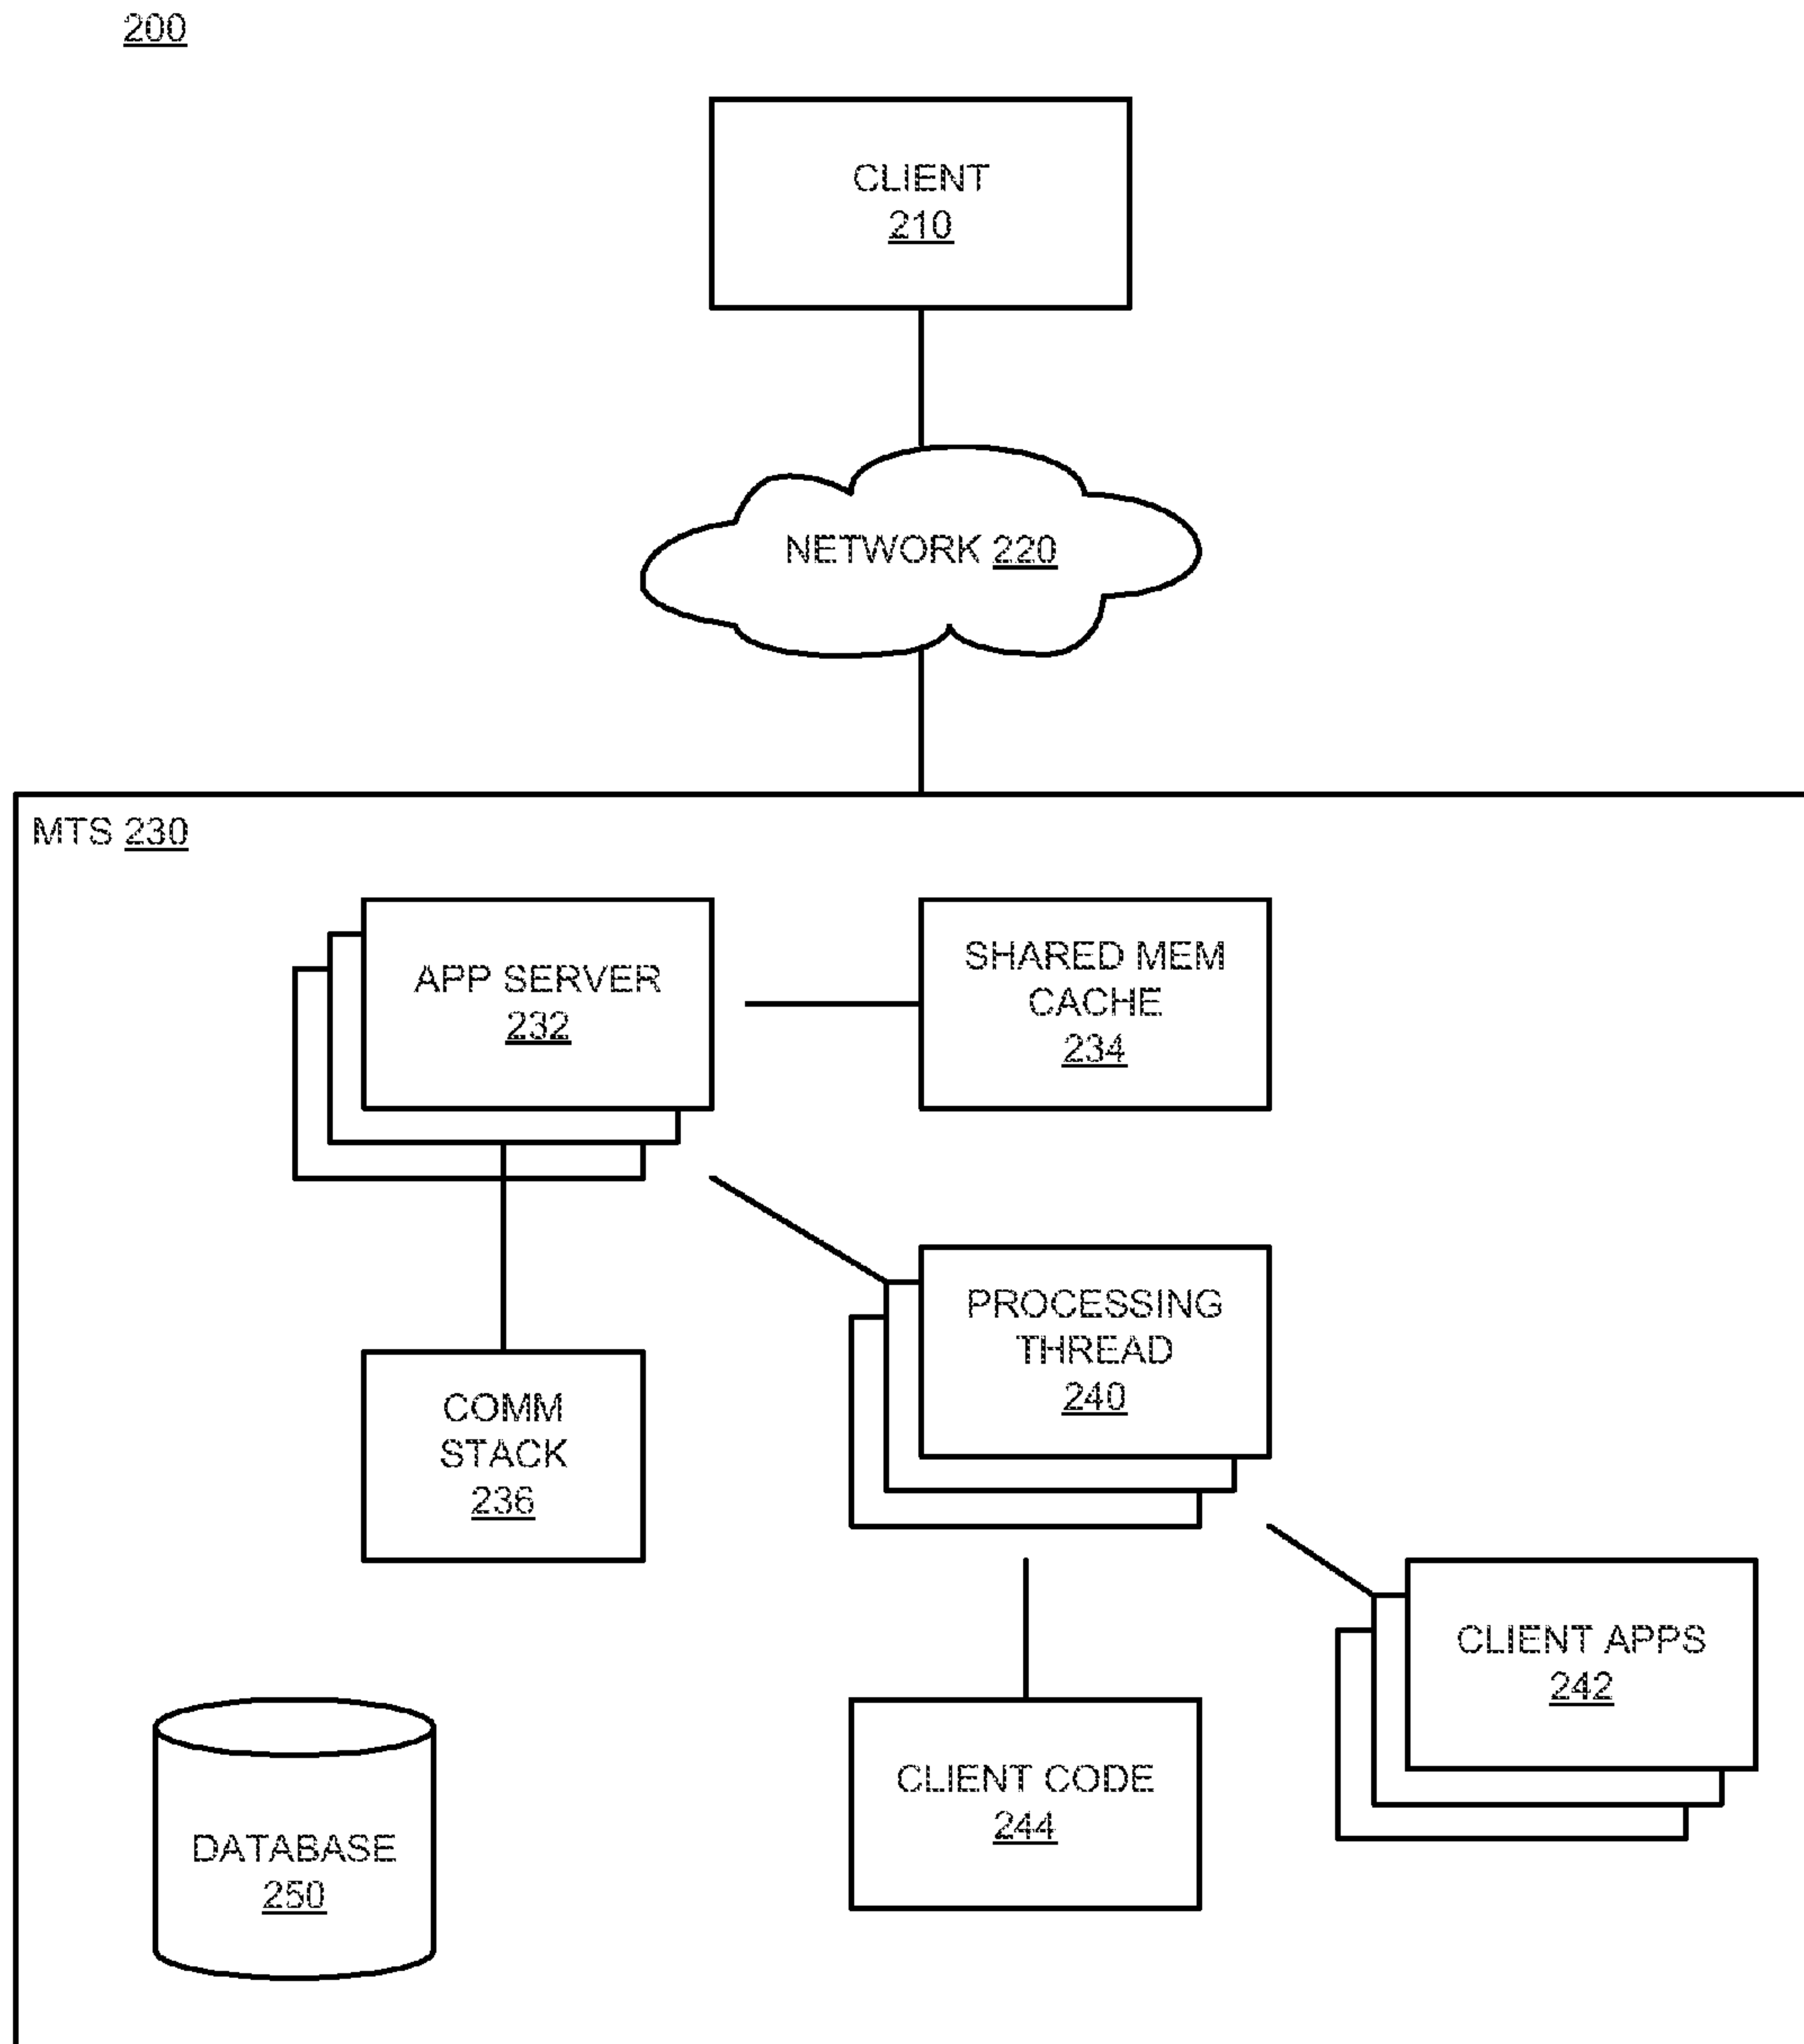 200
CLIENT
210
NETWORK 220
MTS 230
APP SERVER
232
SHARED MEM
CACHE
234
PROCESSING
THREAD
240
COMM
STACK
236
CLIENT APPS
242
CLIENT CODE
244
DATABASE
250